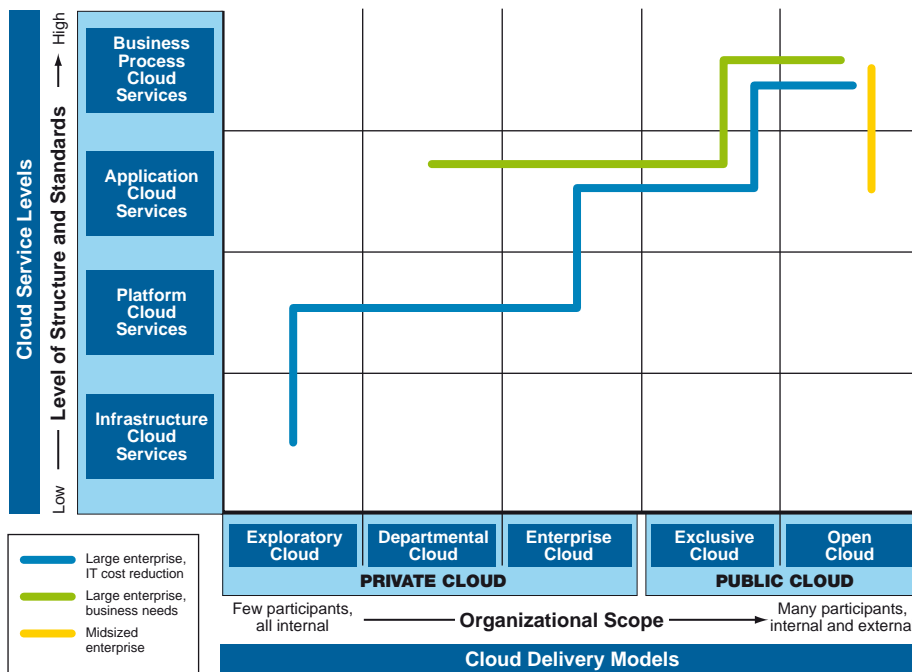 Cloud Service Levels
Low
Level of Structure and Standards
High
Business
Process
Cloud
Services
Application
Cloud
Services
Platform
Cloud
Services
Infrastructure
Cloud
Services
Exploratory
Cloud
Departmental
Cloud
Enterprise
Cloud
Exclusive
Cloud
Open
Cloud
PRIVATE CLOUD
PUBLIC CLOUD
Few participants,
all internal
Organizational Scope
Many participants,
internal and external
Cloud Delivery Models
Large enterprise,
IT cost reduction
Large enterprise,
business needs
Midsized
enterprise